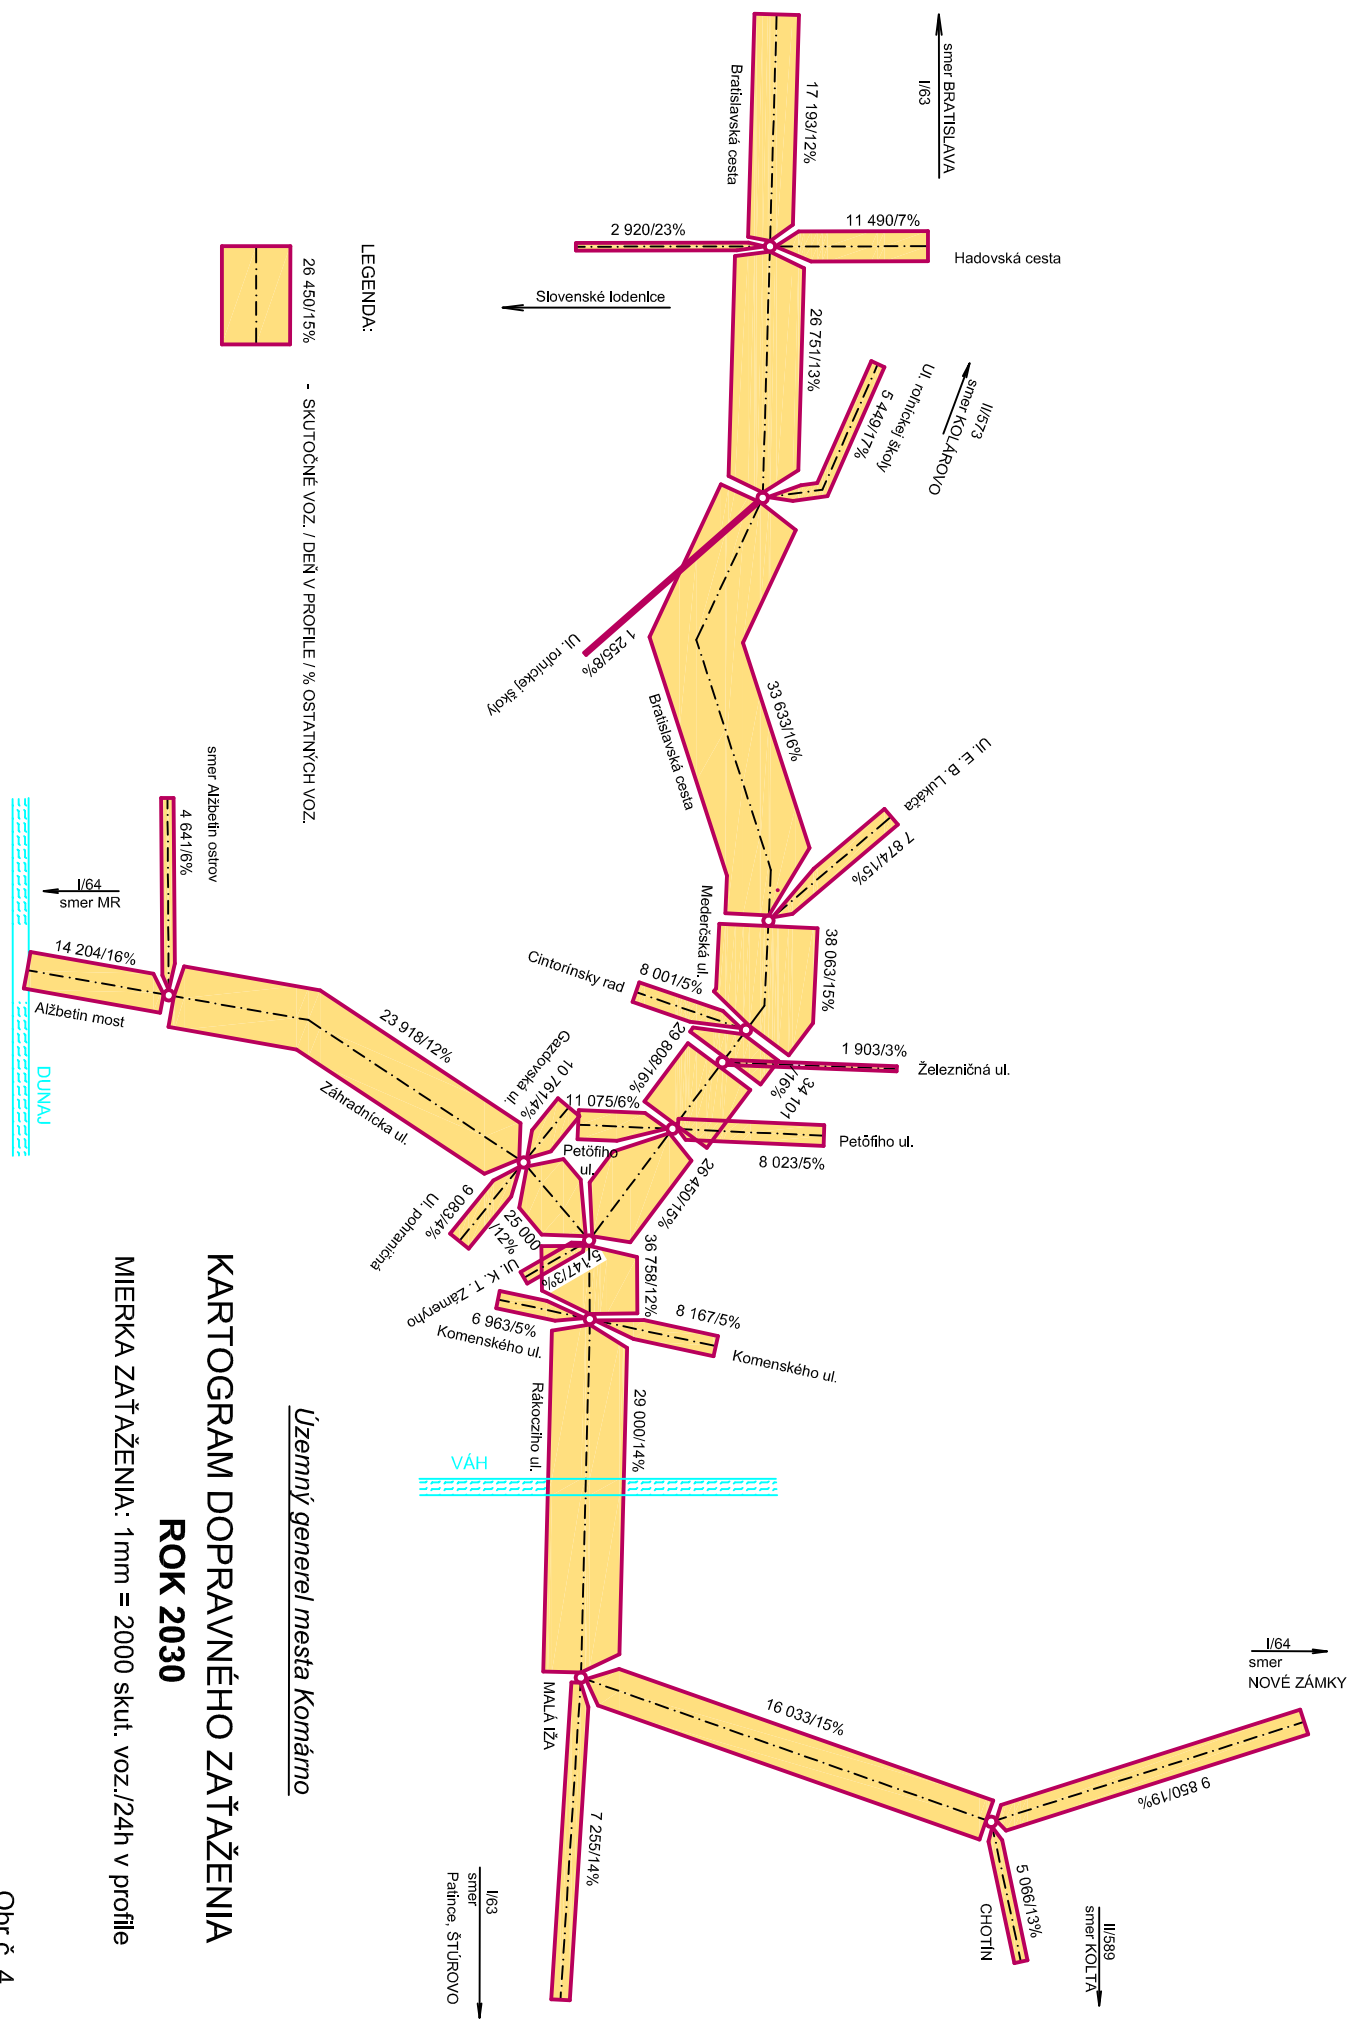 I/63
smer BRATISLAVA
17 193/12%
Bratislavská cesta
2 920/23%
11 490/7%
Hadovská cesta
Slovenské lodenice
26 751/13%
II/573
smer KOLÁROVO
Ul. roľníckej školy
5 449/17%
1 255/8%
Ul. roľníckej školy
33 633/16%
Bratislavská cesta
Ul. E. B. Lukáča
7 874/15%
Mederčská ul.
38 063/15%
Cintorínsky rad
8 001/5%
29 808/16%
34 101
/16%
1 903/3%
Železničná ul.
11 075/6%
Petöfiho
ul.
Petöfiho ul.
8 023/5%
26 450/15%
Gazdovská ul.
10 761/4%
smer Alžbetin ostrov
4 641/6%
I/64
smer MR
14 204/16%
Alžbetin most
DUNAJ
23 918/12%
Záhradnícka ul.
9 083/4%
Ul. pohraničná
25 000
/12%
Ul. K. T. Zámeryho
5 147/3%
36 758/12%
6 963/5%
Komenského ul.
8 167/5%
Komenského ul.
Rákocziho ul.
29 000/14%
VÁH
MALÁ IŽA
16 033/15%
7 255/14%
I/63
smer
Patince, ŠTÚROVO
I/64
smer
NOVÉ ZÁMKY
9 850/19%
5 066/13%
CHOTÍN
II/589
smer KOLTA
LEGENDA:
26 450/15%
- SKUTOČNÉ VOZ. / DEŇ V PROFILE / % OSTATNÝCH VOZ.
Územný generel mesta Komárno
KARTOGRAM DOPRAVNÉHO ZAŤAŽENIA
ROK 2030
MIERKA ZAŤAŽENIA: 1mm = 2000 skut. voz./24h v profile
Obr.č. 4